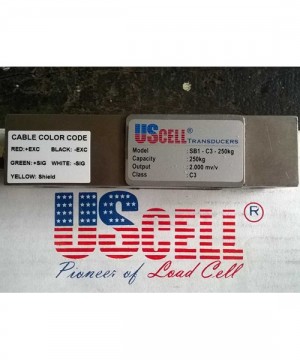 CABLE COLOR CODE
RED:+EXC BLACK: -EXC
GREEN: +SIG WHITE: -SIG
YELLOW: Shield
USCELL®
TRANSDUCERS
Model : SB1 - C3 - 250kg
Capacity : 250kg
Output : 2.000 mv/v
Class : C3
USCELL®
Pioneer of Load Cell